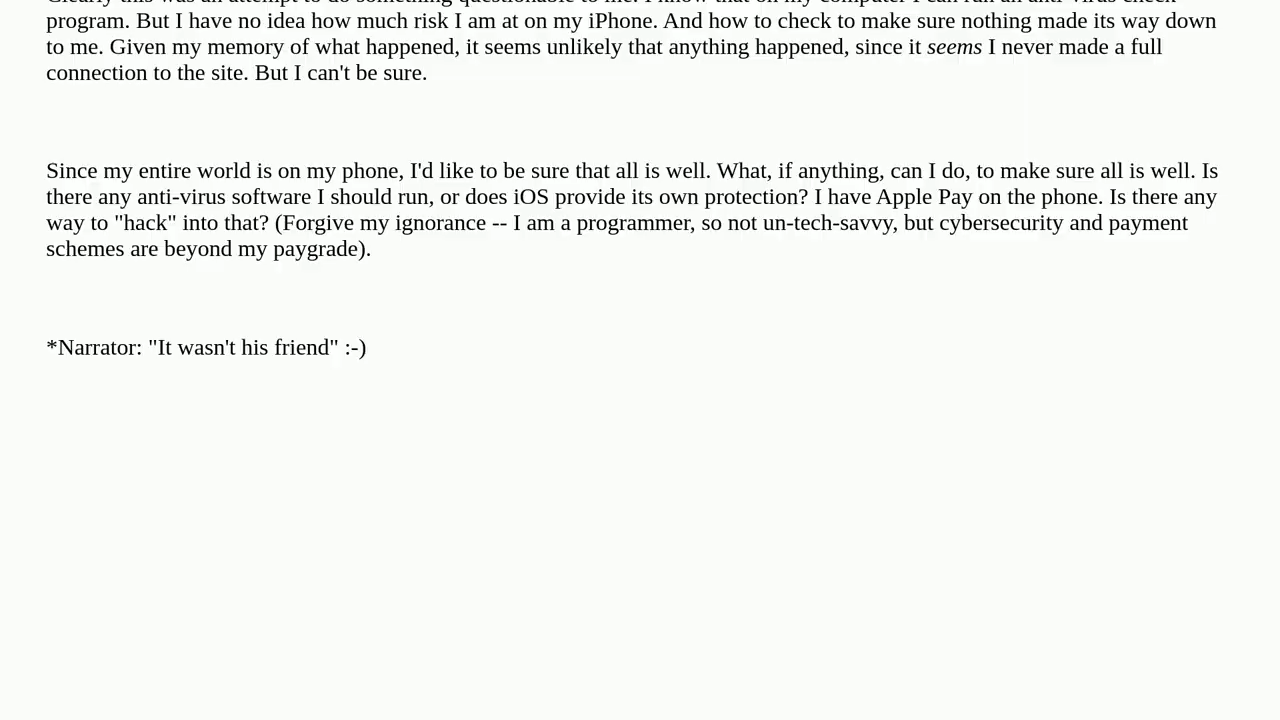 program. But I have no idea how much risk I am at on my iPhone. And how to check to make sure nothing made its way down
to me. Given my memory of what happened, it seems unlikely that anything happened, since it seems I never made a full
connection to the site. But I can't be sure.
Since my entire world is on my phone, I'd like to be sure that all is well. What, if anything, can I do, to make sure all is well. Is
there any anti-virus software I should run, or does iOS provide its own protection? I have Apple Pay on the phone. Is there any
way to "hack" into that? (Forgive my ignorance -- I am a programmer, so not un-tech-savvy, but cybersecurity and payment
schemes are beyond my paygrade).
*Narrator: "It wasn't his friend" :-)